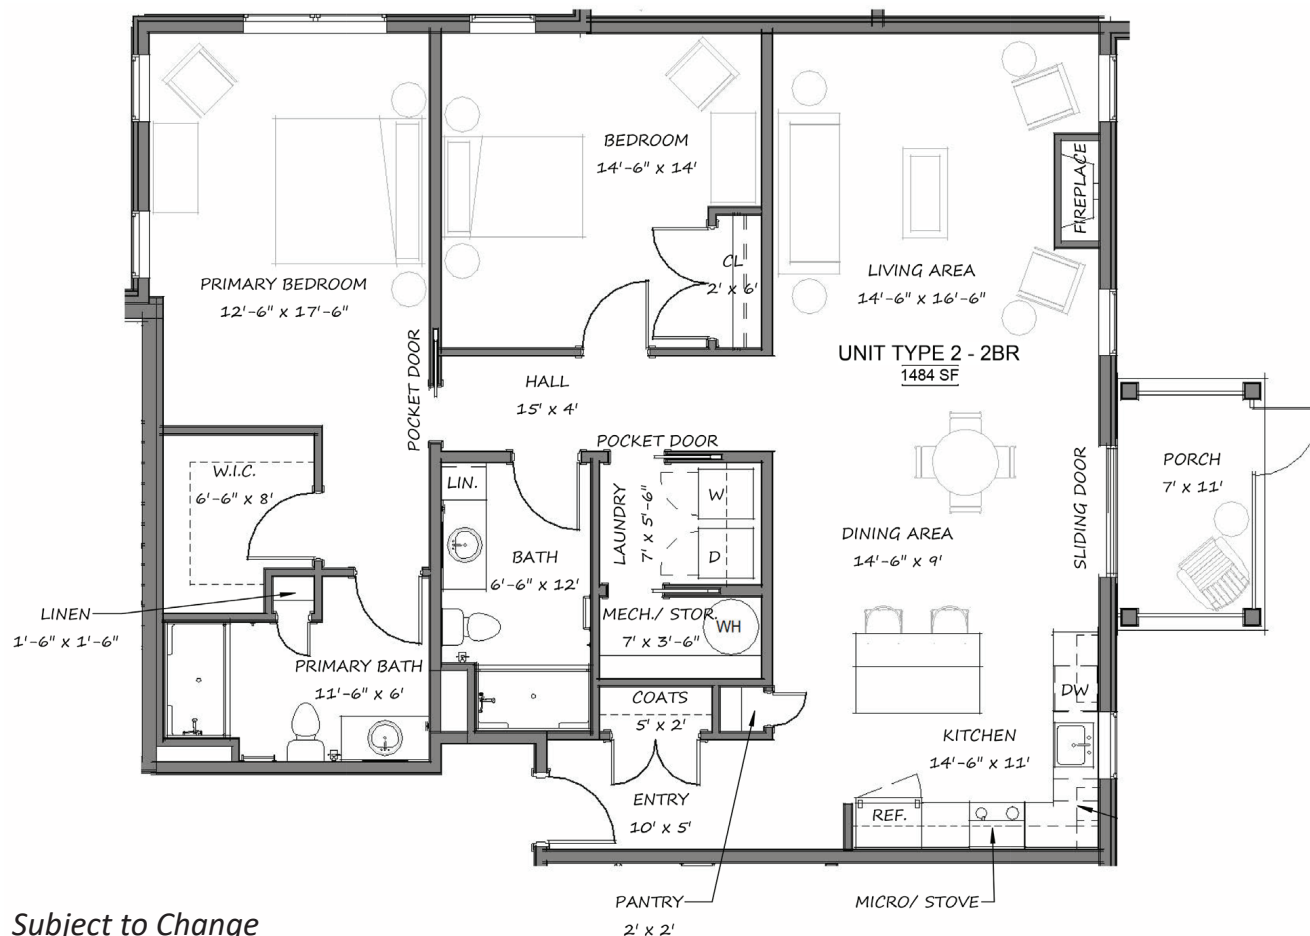 BEDROOM
14'-6" x 14'
FIREPLACE
CL
2' x 6'
LIVING AREA
14'-6" x 16'-6"
PRIMARY BEDROOM
12'-6" x 17'-6"
UNIT TYPE 2 - 2BR
1484 SF
POCKET DOOR
HALL
15' x 4'
POCKET DOOR
W.I.C.
6'-6" x 8'
LIN.
LAUNDRY
7' x 5'-6"
W
D
SLIDING DOOR
PORCH
7' x 11'
DINING AREA
14'-6" x 9'
BATH
6'-6" x 12'
LINEN
1'-6" x 1'-6"
MECH./ STOR.
7' x 3'-6"
WH
PRIMARY BATH
11'-6" x 6'
COATS
5' x 2'
DW
KITCHEN
14'-6" x 11'
ENTRY
10' x 5'
REF.
PANTRY
2' x 2'
MICRO/ STOVE
Subject to Change